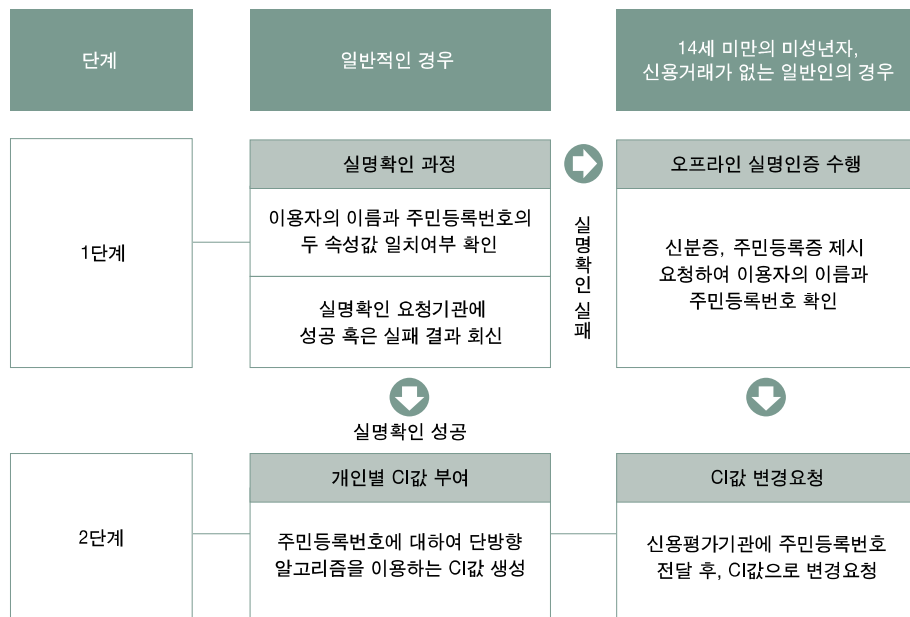 단계
일반적인 경우
14세 미만의 미성년자,
신용거래가 없는 일반인의 경우
1단계
실명확인 과정
이용자의 이름과 주민등록번호의
두 속성값 일치여부 확인
실명확인 요청기관에
성공 혹은 실패 결과 회신
실명확인 실패
오프라인 실명인증 수행
신분증, 주민등록증 제시
요청하여 이용자의 이름과
주민등록번호 확인
실명확인 성공
2단계
개인별 CI값 부여
주민등록번호에 대하여 단방향
알고리즘을 이용하는 CI값 생성
CI값 변경요청
신용평가기관에 주민등록번호
전달 후, CI값으로 변경요청